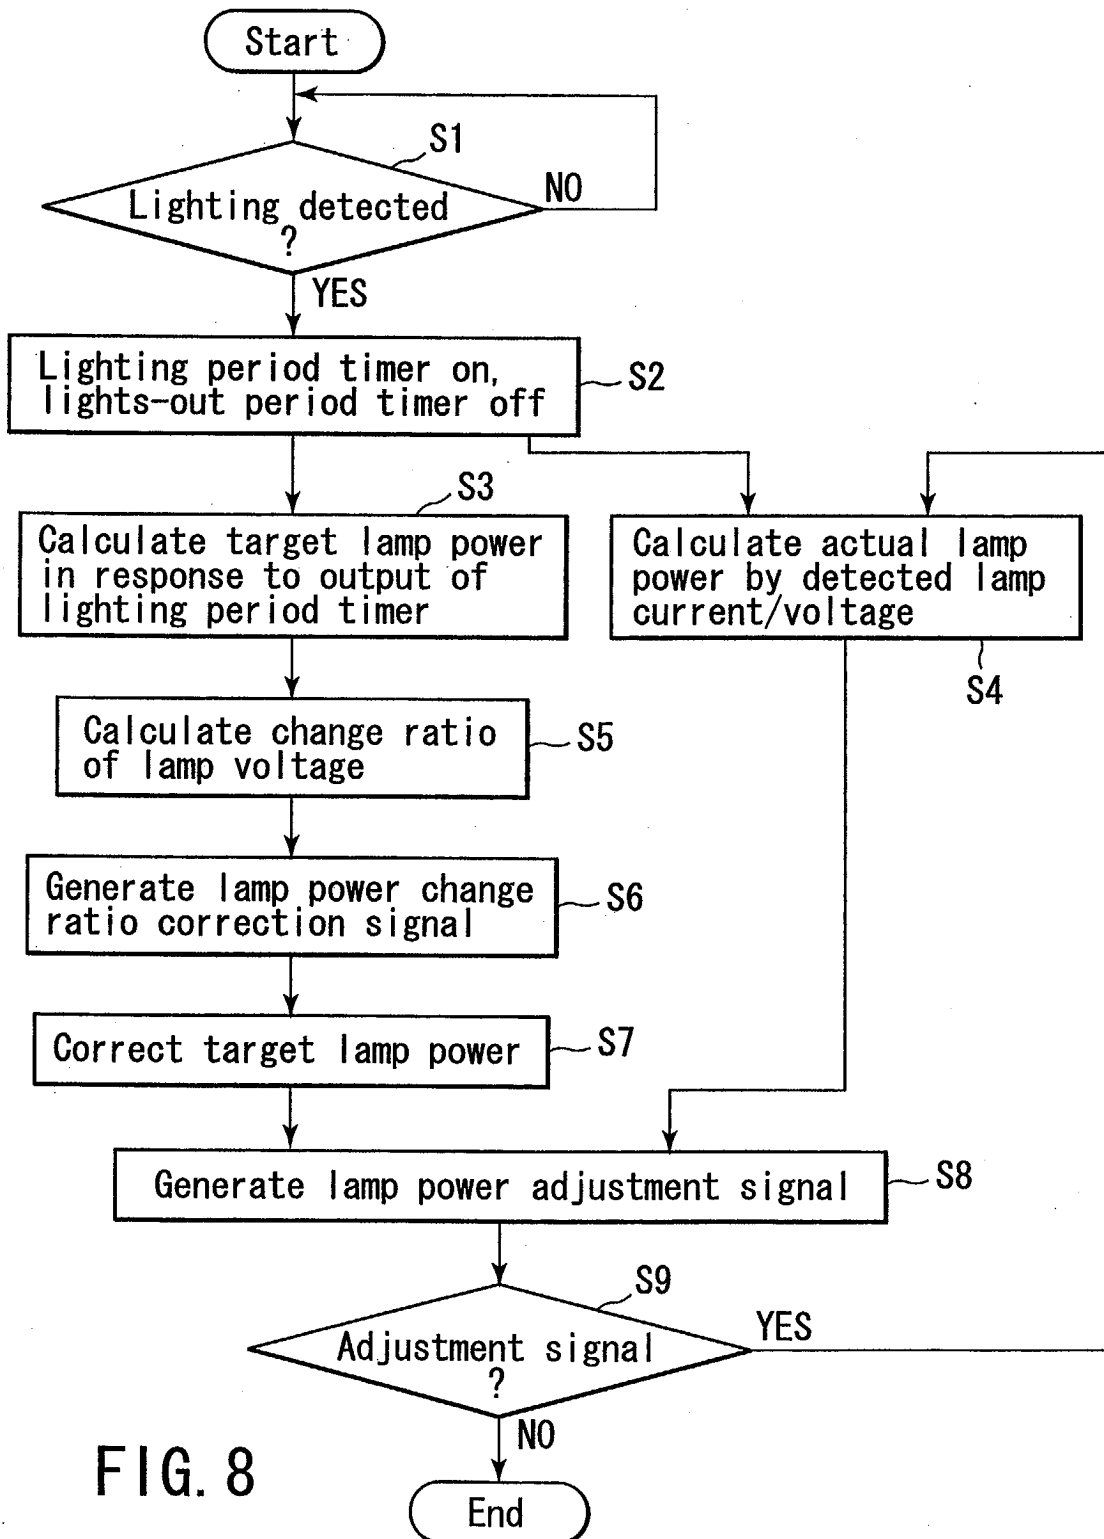 Start
S1
Lighting detected
?
NO
YES
Lighting period timer on,
lights-out period timer off
S2
S3
Calculate target lamp power
in response to output of
lighting period timer
Calculate actual lamp
power by detected lamp
current/voltage
S4
Calculate change ratio
of lamp voltage
S5
Generate lamp power change
ratio correction signal
S6
Correct target lamp power
S7
Generate lamp power adjustment signal
S8
S9
Adjustment signal
?
YES
NO
End
FIG. 8